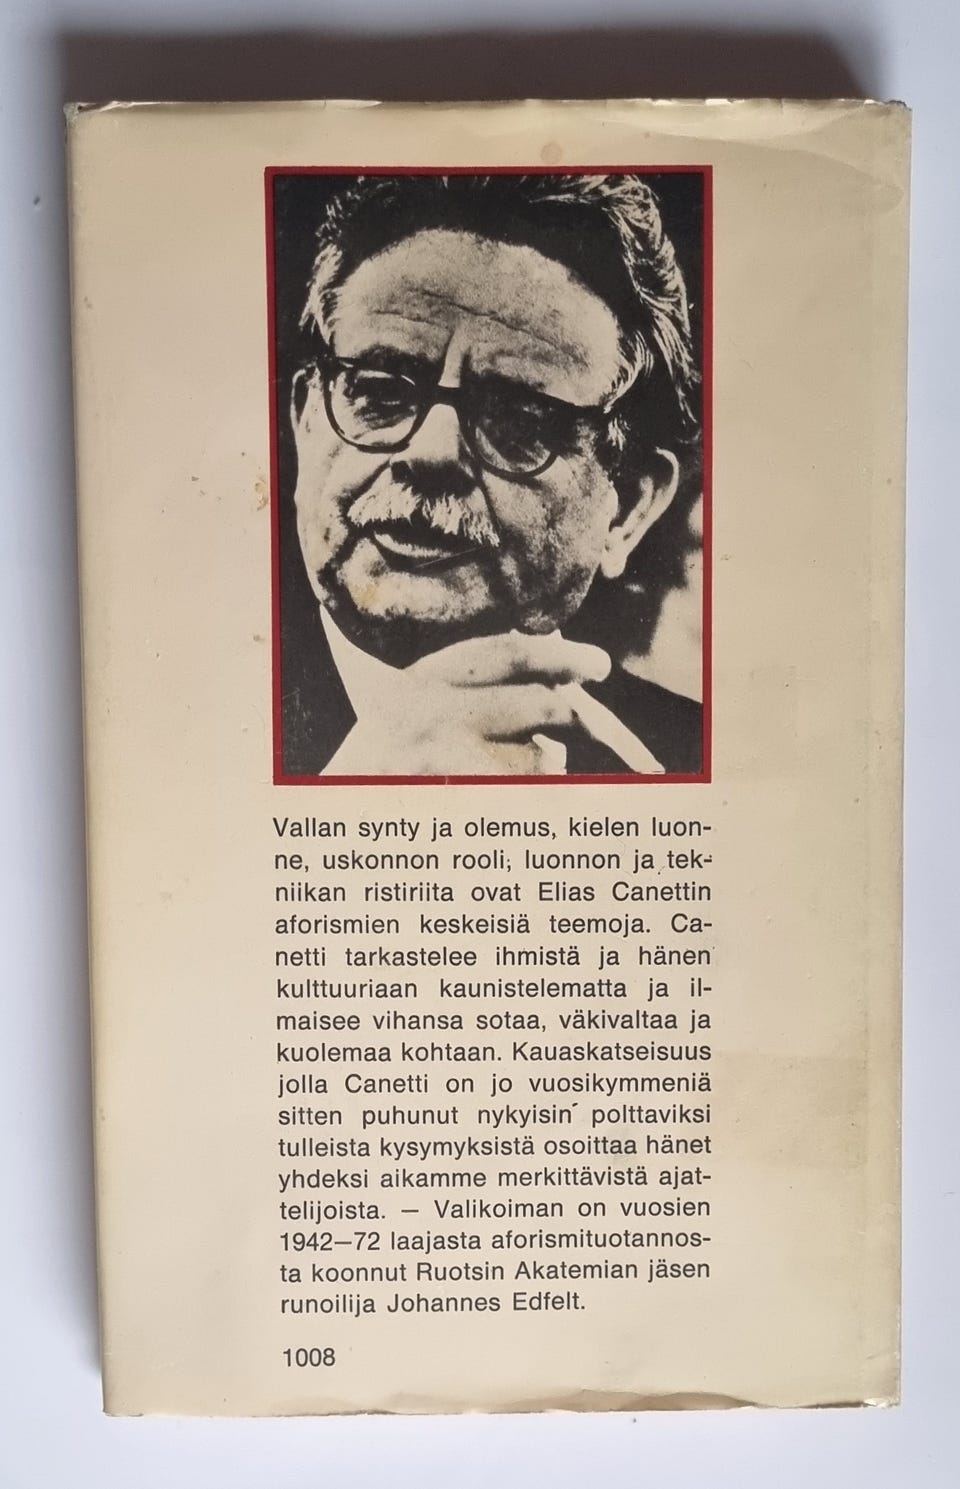 Vallan synty ja olemus, kielen luon-
ne, uskonnon rooli, luonnon ja tek-
niikan ristiriita ovat Elias Canettin
aforismien keskeisiä teemoja. Ca-
netti tarkastelee ihmistä ja hänen
kulttuuriaan kaunistelematta ja il-
maisee vihansa sotaa, väkivaltaa ja
kuolemaa kohtaan. Kauaskatseisuus
jolla Canetti on jo vuosikymmeniä
sitten puhunut nykyisin polttaviksi
tulleista kysymyksistä osoittaa hänet
yhdeksi aikamme merkittävistä ajat-
telijoista. — Valikoiman on vuosien
1942—72 laajasta aforismituotannos-
ta koonnut Ruotsin Akatemian jäsen
runoilija Johannes Edfelt.
1008